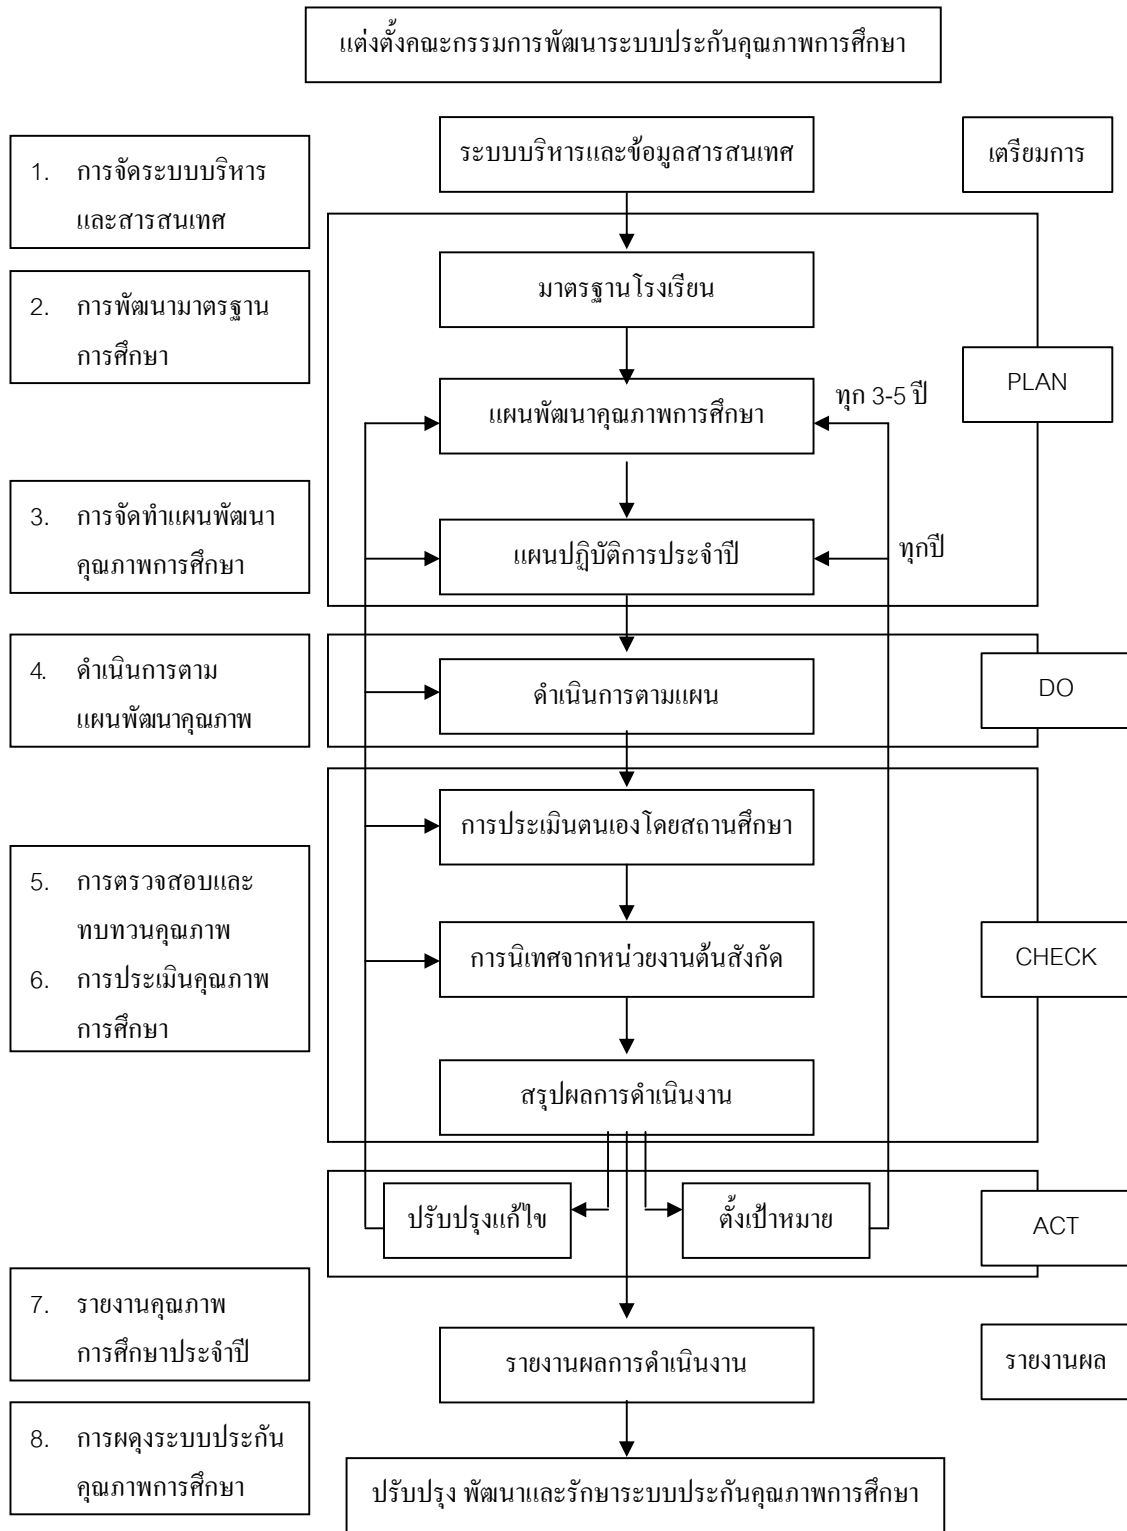 แต่งตั้งคณะกรรมการพัฒนาระบบประกันคุณภาพการศึกษา
1. การจัดระบบบริหาร
และสารสนเทศ
ระบบบริหารและข้อมูลสารสนเทศ
เตรียมการ
2. การพัฒนามาตรฐาน
การศึกษา
มาตรฐานโรงเรียน
PLAN
แผนพัฒนาคุณภาพการศึกษา
ทุก 3-5 ปี
3. การจัดทำแผนพัฒนา
คุณภาพการศึกษา
แผนปฏิบัติการประจำปี
ทุกปี
4. ดำเนินการตาม
แผนพัฒนาคุณภาพ
ดำเนินการตามแผน
DO
การประเมินตนเองโดยสถานศึกษา
5. การตรวจสอบและ
ทบทวนคุณภาพ
6. การประเมินคุณภาพ
การศึกษา
การนิเทศจากหน่วยงานต้นสังกัด
CHECK
สรุปผลการดำเนินงาน
ปรับปรุงแก้ไข
ตั้งเป้าหมาย
ACT
7. รายงานคุณภาพ
การศึกษาประจำปี
รายงานผลการดำเนินงาน
รายงานผล
8. การผดุงระบบประกัน
คุณภาพการศึกษา
ปรับปรุง พัฒนาและรักษาระบบประกันคุณภาพการศึกษา